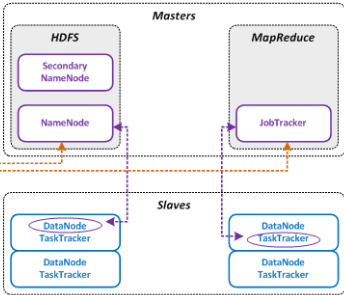 Masters
HDFS
MapReduce
Secondary
NameNode
NameNode
JobTracker
Slaves
DataNode
TaskTracker
DataNode
TaskTracker
DataNode
TaskTracker
DataNode
TaskTracker